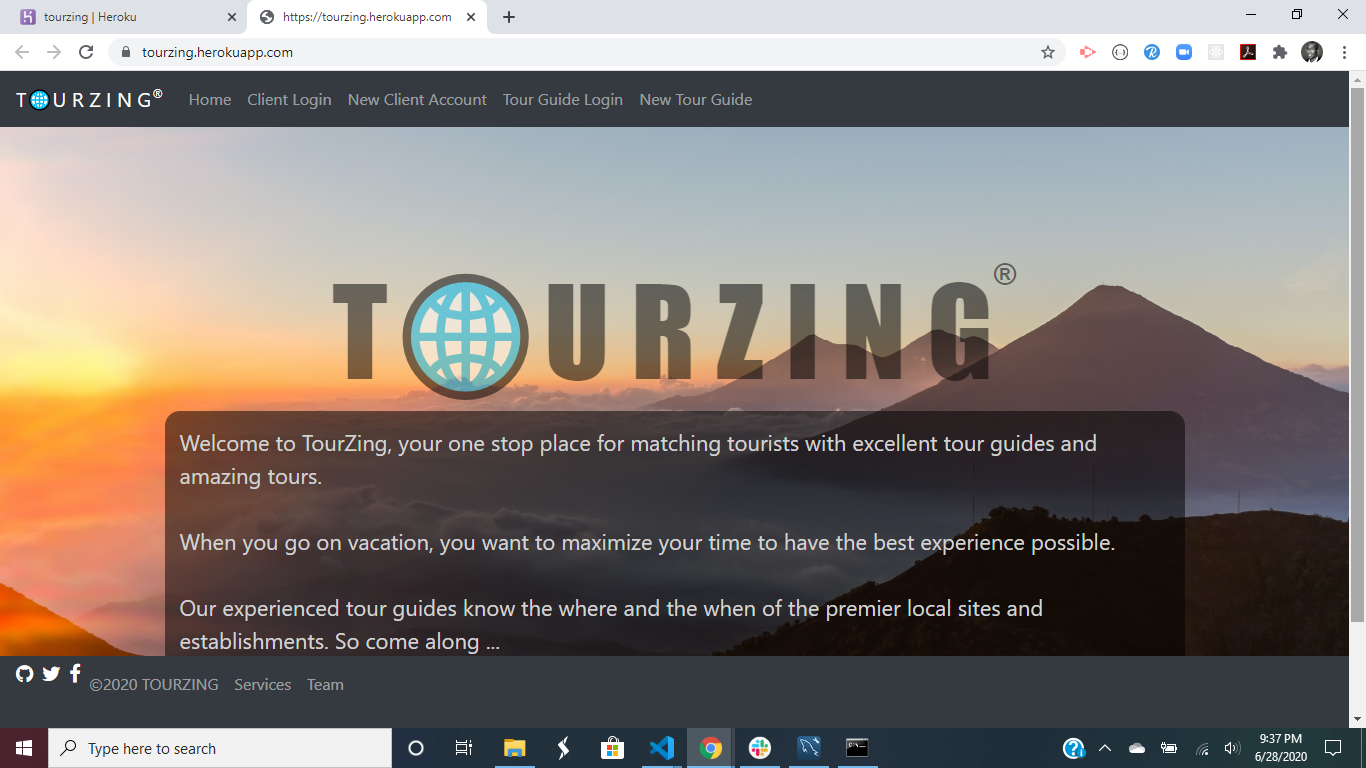 tourzing | Heroku
https://tourzing.herokuapp.com
tourzing.herokuapp.com
TOURZING®
Home Client Login New Client Account Tour Guide Login New Tour Guide
TOURZING®
Welcome to TourZing, your one stop place for matching tourists with excellent tour guides and
amazing tours.
When you go on vacation, you want to maximize your time to have the best experience possible.
Our experienced tour guides know the where and the when of the premier local sites and
establishments. So come along ...
©2020 TOURZING Services Team
Type here to search
9:37 PM
6/28/2020